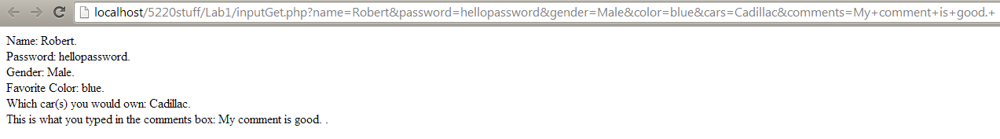 localhost/5220stuff/Lab1/inputGet.php?name=Robert&password=hellopassword&gender=Male&color=blue&cars=Cadillac&comments=My+comment+is+good.+
Name: Robert.
Password: hellopassword.
Gender: Male.
Favorite Color: blue.
Which car(s) you would own: Cadillac.
This is what you typed in the comments box: My comment is good. .